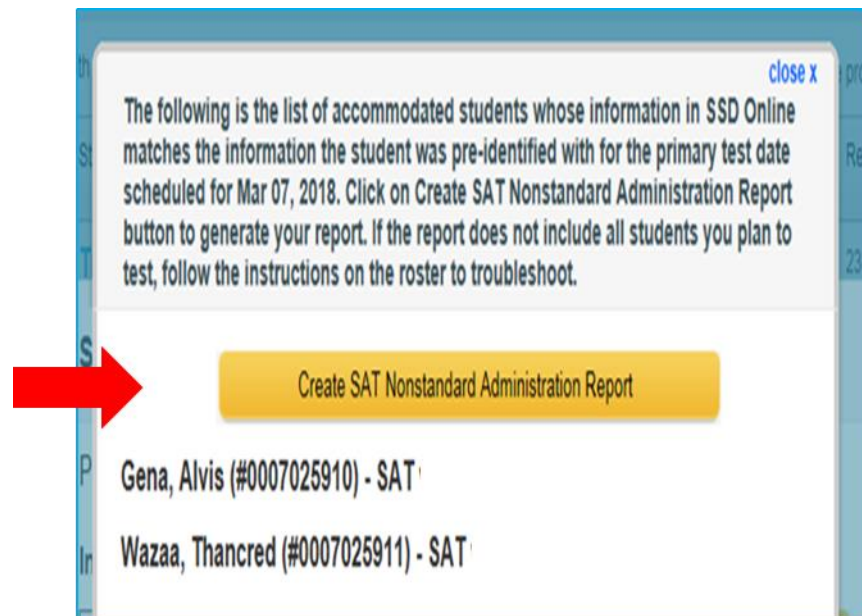 close x
The following is the list of accommodated students whose information in SSD Online
matches the information the student was pre-identified with for the primary test date
scheduled for Mar 07, 2018. Click on Create SAT Nonstandard Administration Report
button to generate your report. If the report does not include all students you plan to
test, follow the instructions on the roster to troubleshoot.
Create SAT Nonstandard Administration Report
Gena, Alvis (#0007025910) - SAT
Wazaa, Thancred (#0007025911) - SAT